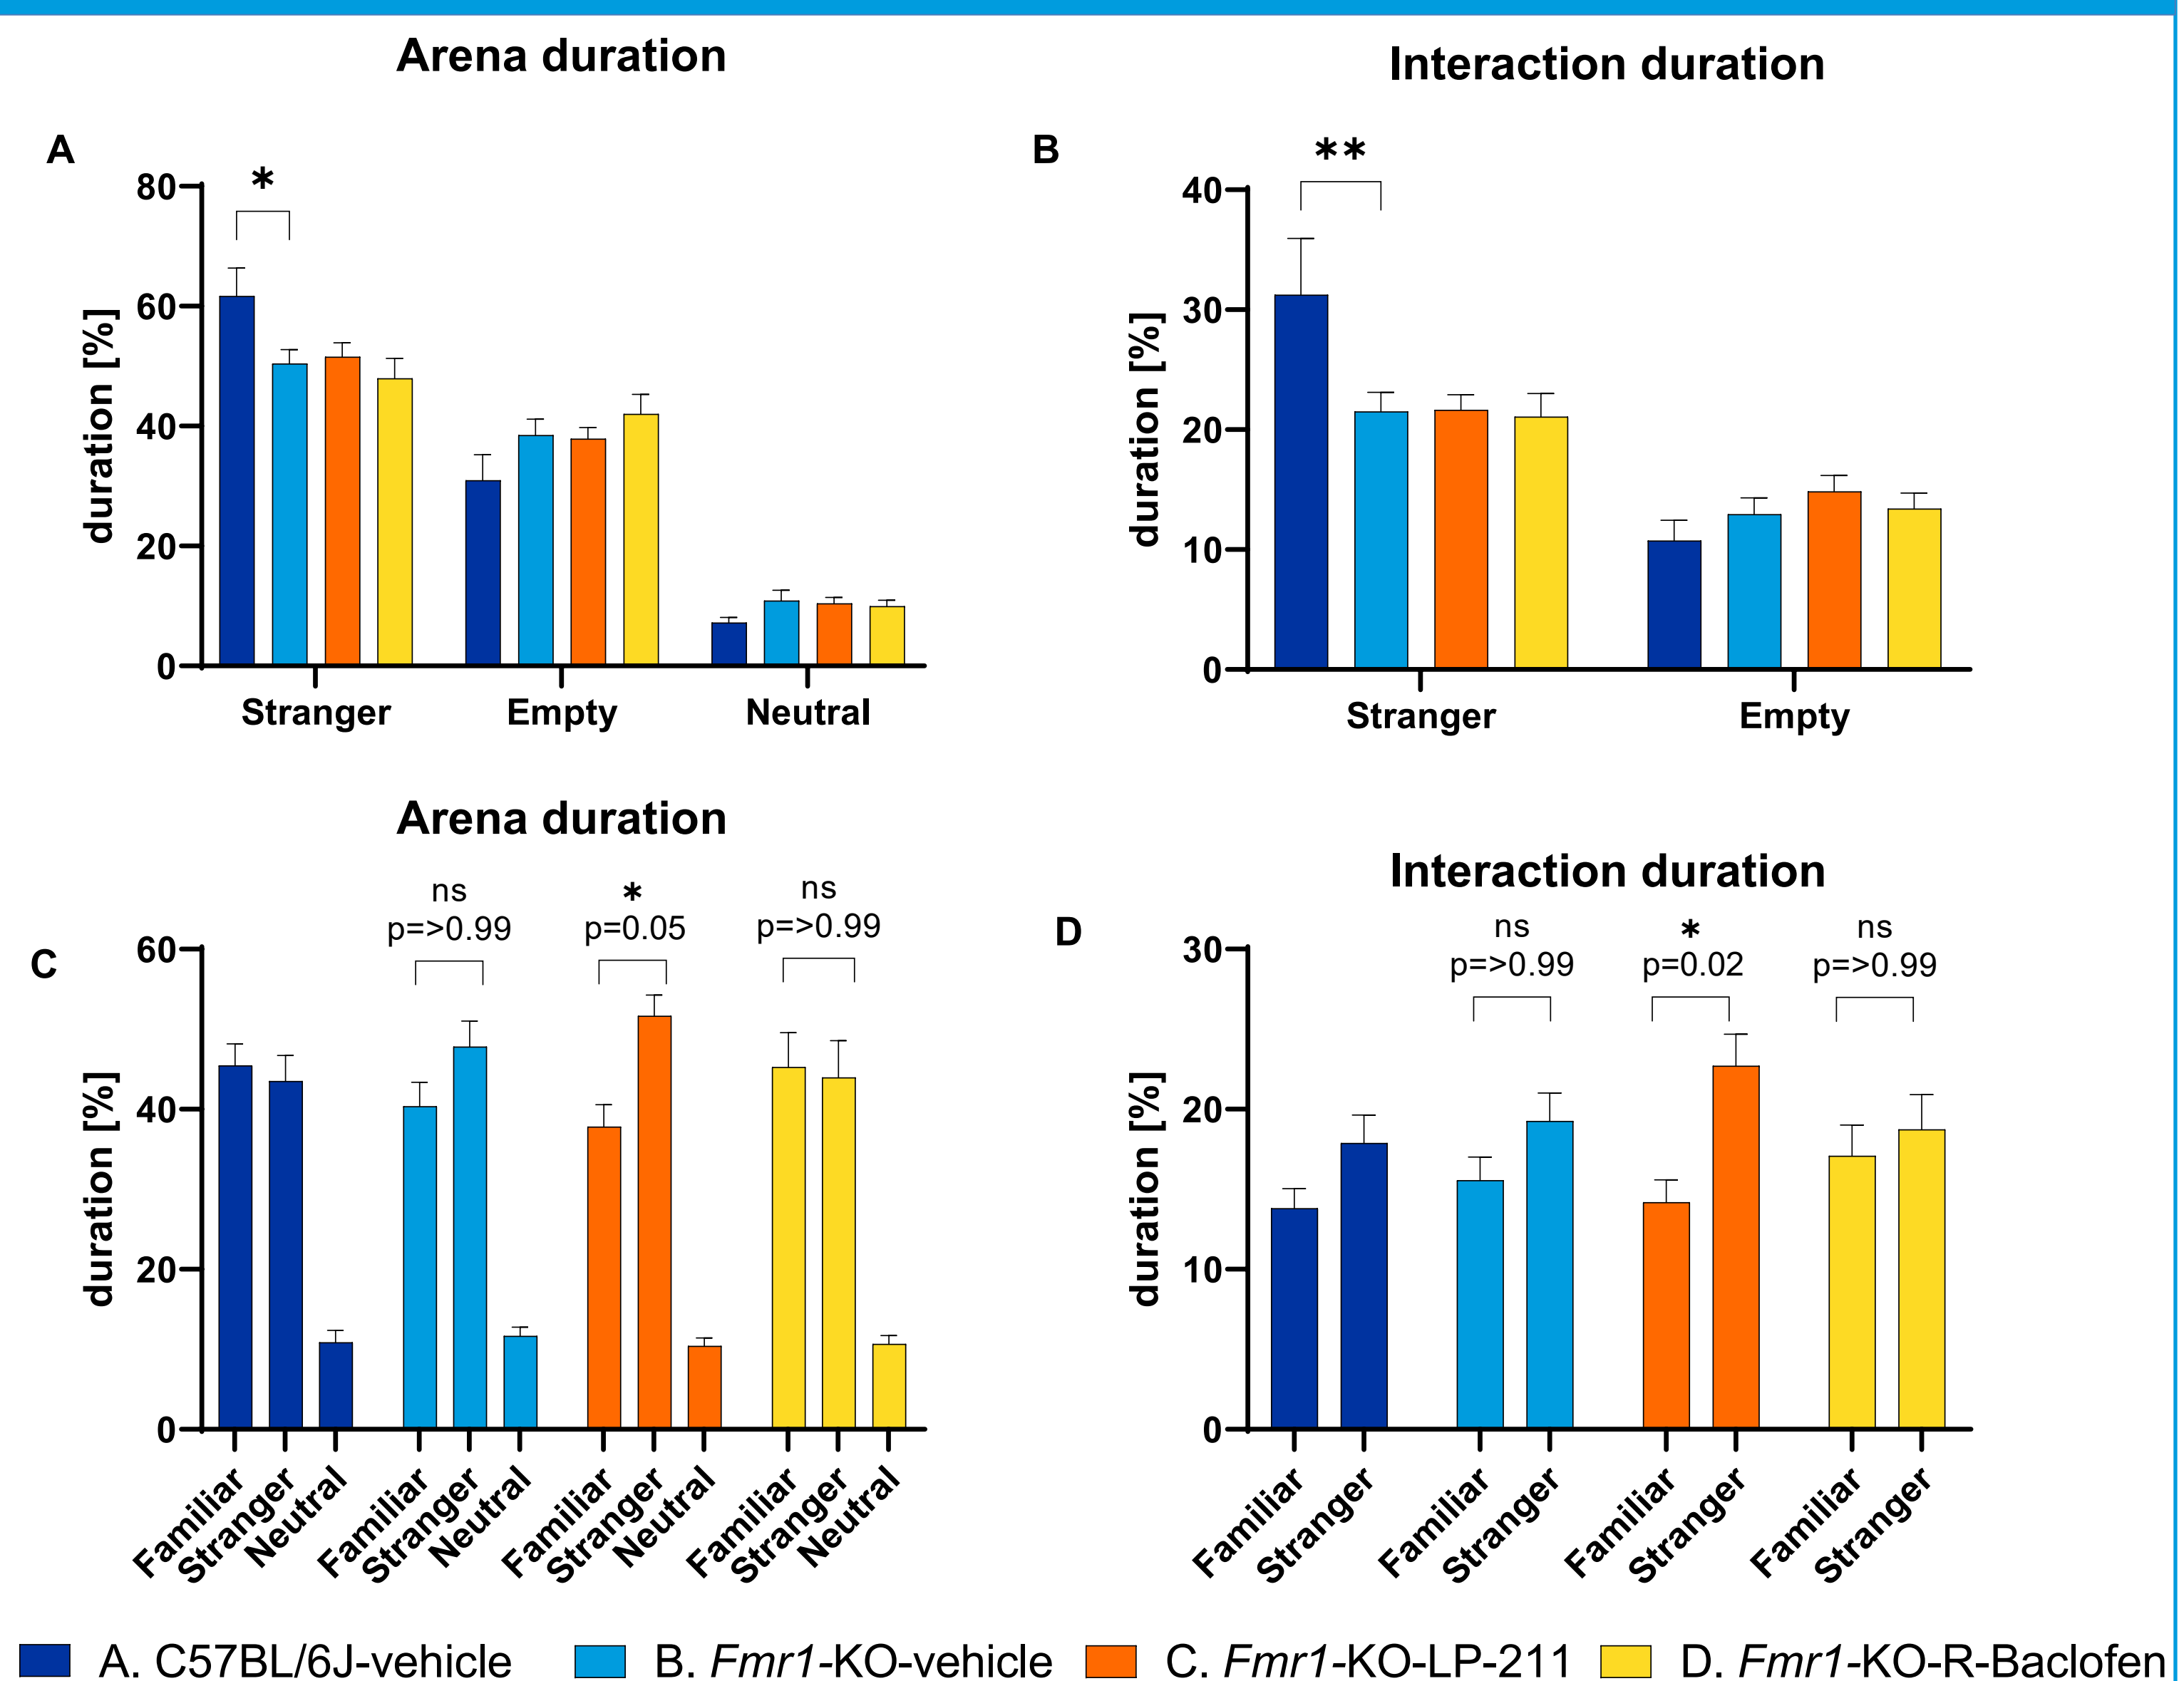 Arena duration
Interaction duration
A
*
80
60
40
20
0
duration [%]
Stranger
Empty
Neutral
B
**
40
30
20
10
0
duration [%]
Stranger
Empty
Arena duration
C
ns
p=>0.99
*
p=0.05
ns
p=>0.99
60
40
20
0
duration [%]
Familiar
Stranger
Neutral
Familiar
Stranger
Neutral
Familiar
Stranger
Neutral
Familiar
Stranger
Neutral
Interaction duration
D
ns
p=>0.99
*
p=0.02
ns
p=>0.99
30
20
10
0
duration [%]
Familiar
Stranger
Familiar
Stranger
Familiar
Stranger
Familiar
Stranger
A. C57BL/6J-vehicle
B. Fmr1-KO-vehicle
C. Fmr1-KO-LP-211
D. Fmr1-KO-R-Baclofen